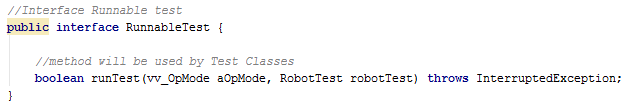 //Interface Runnable test
public interface RunnableTest {
//method will be used by Test Classes
boolean runTest(vv_OpMode aOpMode, RobotTest robotTest) throws InterruptedException;
}